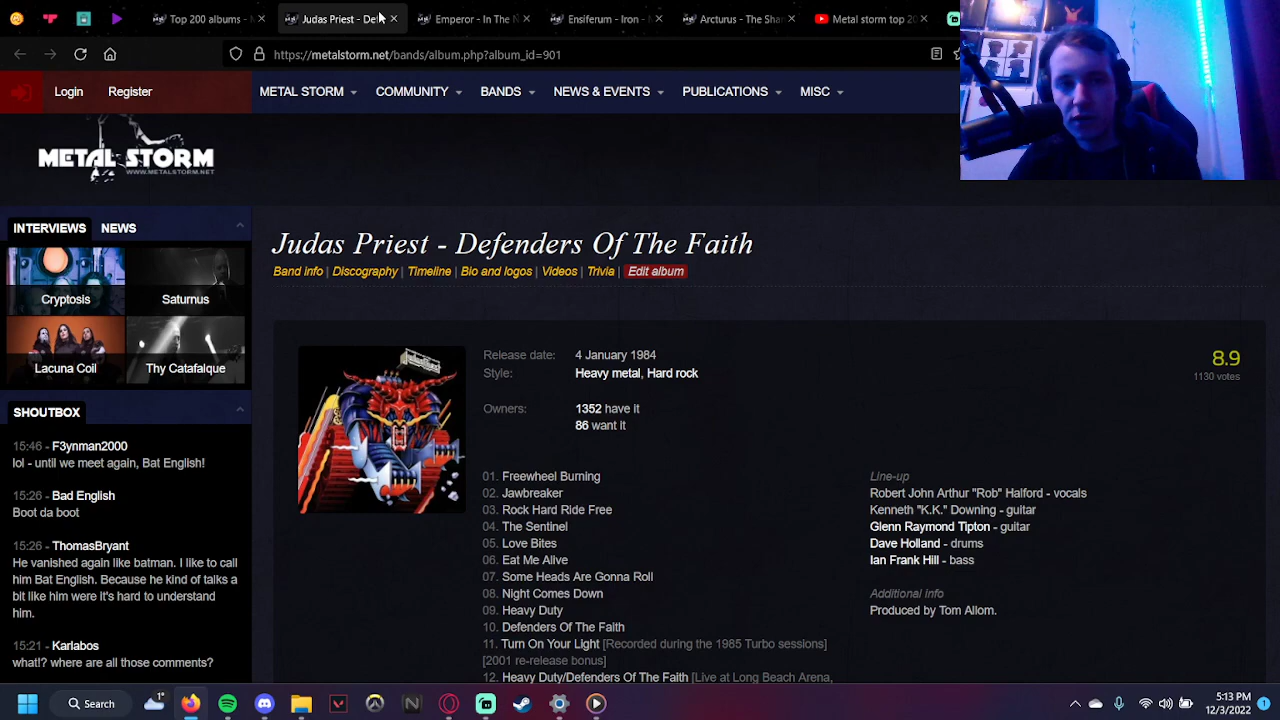 Top 200 albums - M
Judas Priest - Def
Emperor - In The N
Ensiferum - Iron - M
Arcturus - The Sha
Metal storm top 20
https://metalstorm.net/bands/album.php?album_id=901
Login
Register
METAL STORM
COMMUNITY
BANDS
NEWS & EVENTS
PUBLICATIONS
MISC
METAL STORM
WWW.METALSTORM.NET
INTERVIEWS
NEWS
Cryptosis
Saturnus
Lacuna Coil
Thy Catafalque
SHOUTBOX
15:46 - F3ynman2000
lol - until we meet again, Bat English!
15:26 - Bad English
Boot da boot
15:26 - ThomasBryant
He vanished again like batman. I like to call
him Bat English. Because he kind of talks a
bit like him were it's hard to understand
him.
15:21 - Karlabos
what!? where are all those comments?
Judas Priest - Defenders Of The Faith
Band info | Discography | Timeline | Bio and logos | Videos | Trivia | Edit album
Release date: 4 January 1984
Style: Heavy metal, Hard rock
Owners: 1352 have it
86 want it
8.9
1130 votes
01. Freewheel Burning
02. Jawbreaker
03. Rock Hard Ride Free
04. The Sentinel
05. Love Bites
06. Eat Me Alive
07. Some Heads Are Gonna Roll
08. Night Comes Down
09. Heavy Duty
10. Defenders Of The Faith
11. Turn On Your Light [Recorded during the 1985 Turbo sessions]
[2001 re-release bonus]
12. Heavy Duty/Defenders Of The Faith [Live at Long Beach Arena,
Line-up
Robert John Arthur "Rob" Halford - vocals
Kenneth "K.K." Downing - guitar
Glenn Raymond Tipton - guitar
Dave Holland - drums
Ian Frank Hill - bass
Additional info
Produced by Tom Allom.
Search
5:13 PM
12/3/2022